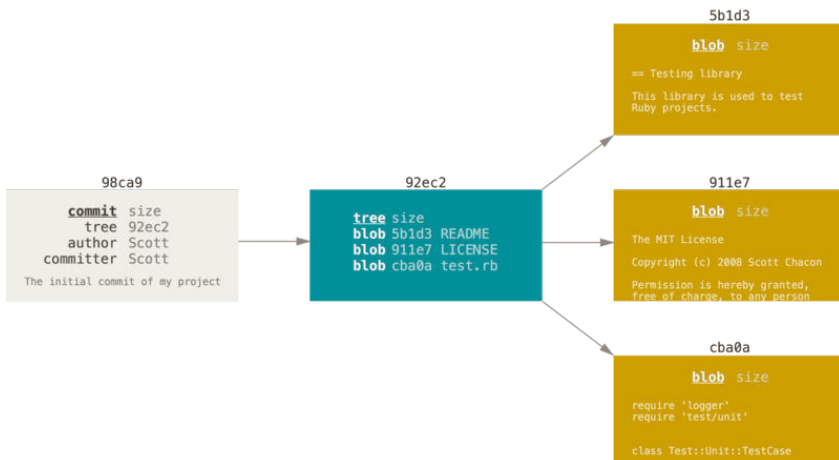 98ca9
commit size
tree 92ec2
author Scott
committer Scott
The initial commit of my project
92ec2
tree size
blob 5b1d3 README
blob 911e7 LICENSE
blob cba0a test.rb
5b1d3
blob size
== Testing library
This library is used to test
Ruby projects.
911e7
blob size
The MIT License
Copyright (c) 2008 Scott Chacon
Permission is hereby granted,
free of charge, to any person
cba0a
blob size
require 'logger'
require 'test/unit'
class Test::Unit::TestCase